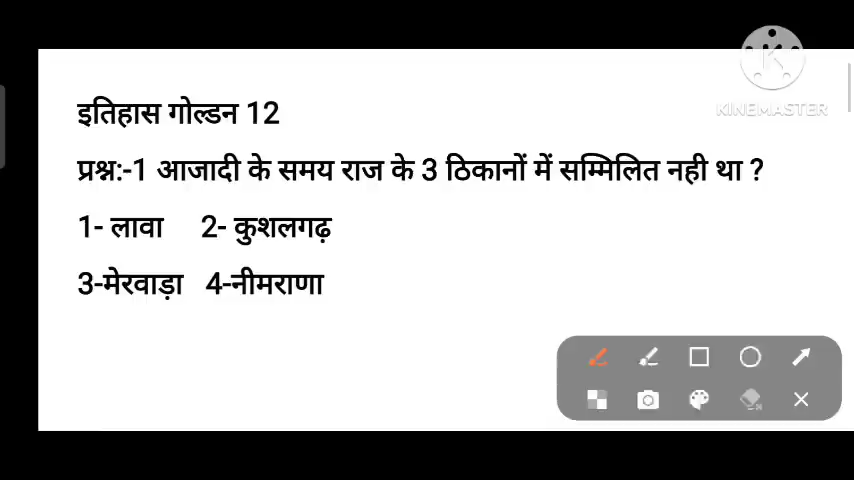 KINEMASTER
इतिहास गोल्डन 12
प्रश्न:-1 आजादी के समय राज के 3 ठिकानों में सम्मिलित नही था ?
1- लावा 2- कुशलगढ़
3-मेरवाड़ा 4-नीमराणा